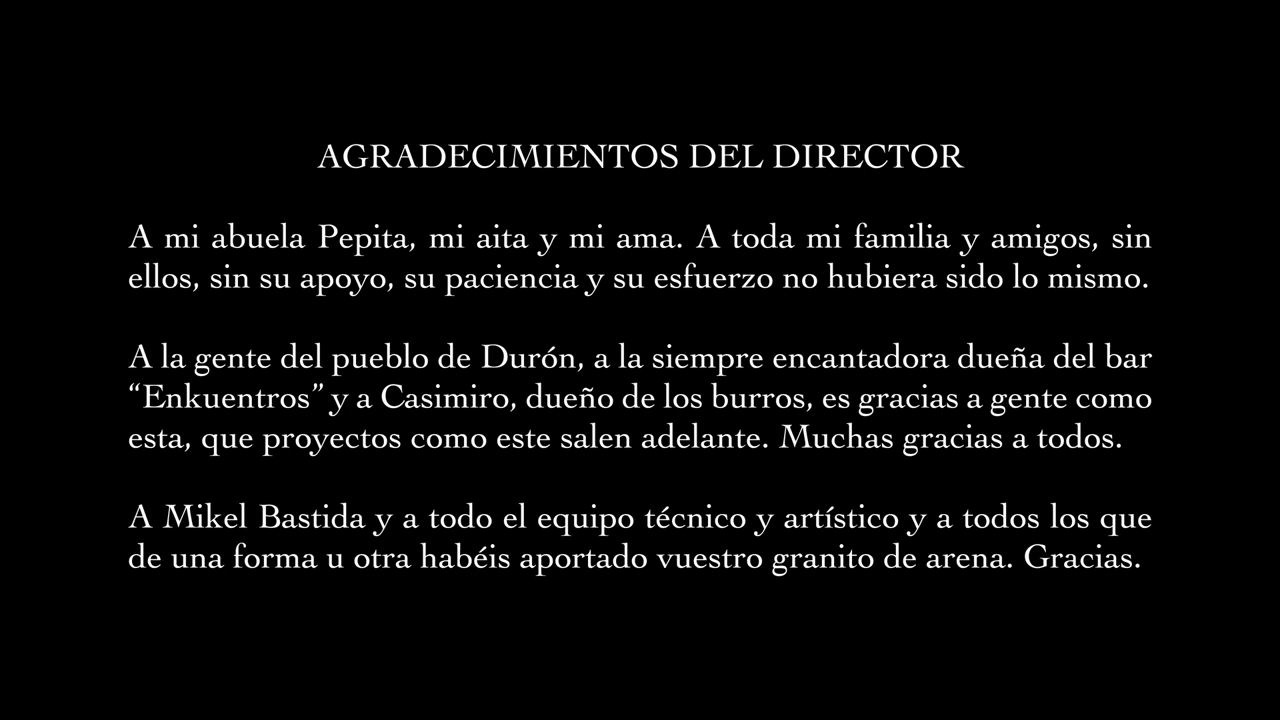 AGRADECIMIENTOS DEL DIRECTOR
A mi abuela Pepita, mi aita y mi ama. A toda mi familia y amigos, sin
ellos, sin su apoyo, su paciencia y su esfuerzo no hubiera sido lo mismo.
A la gente del pueblo de Durón, a la siempre encantadora dueña del bar
“Enkuentros” y a Casimiro, dueño de los burros, es gracias a gente como
esta, que proyectos como este salen adelante. Muchas gracias a todos.
A Mikel Bastida y a todo el equipo técnico y artístico y a todos los que
de una forma u otra habéis aportado vuestro granito de arena. Gracias.